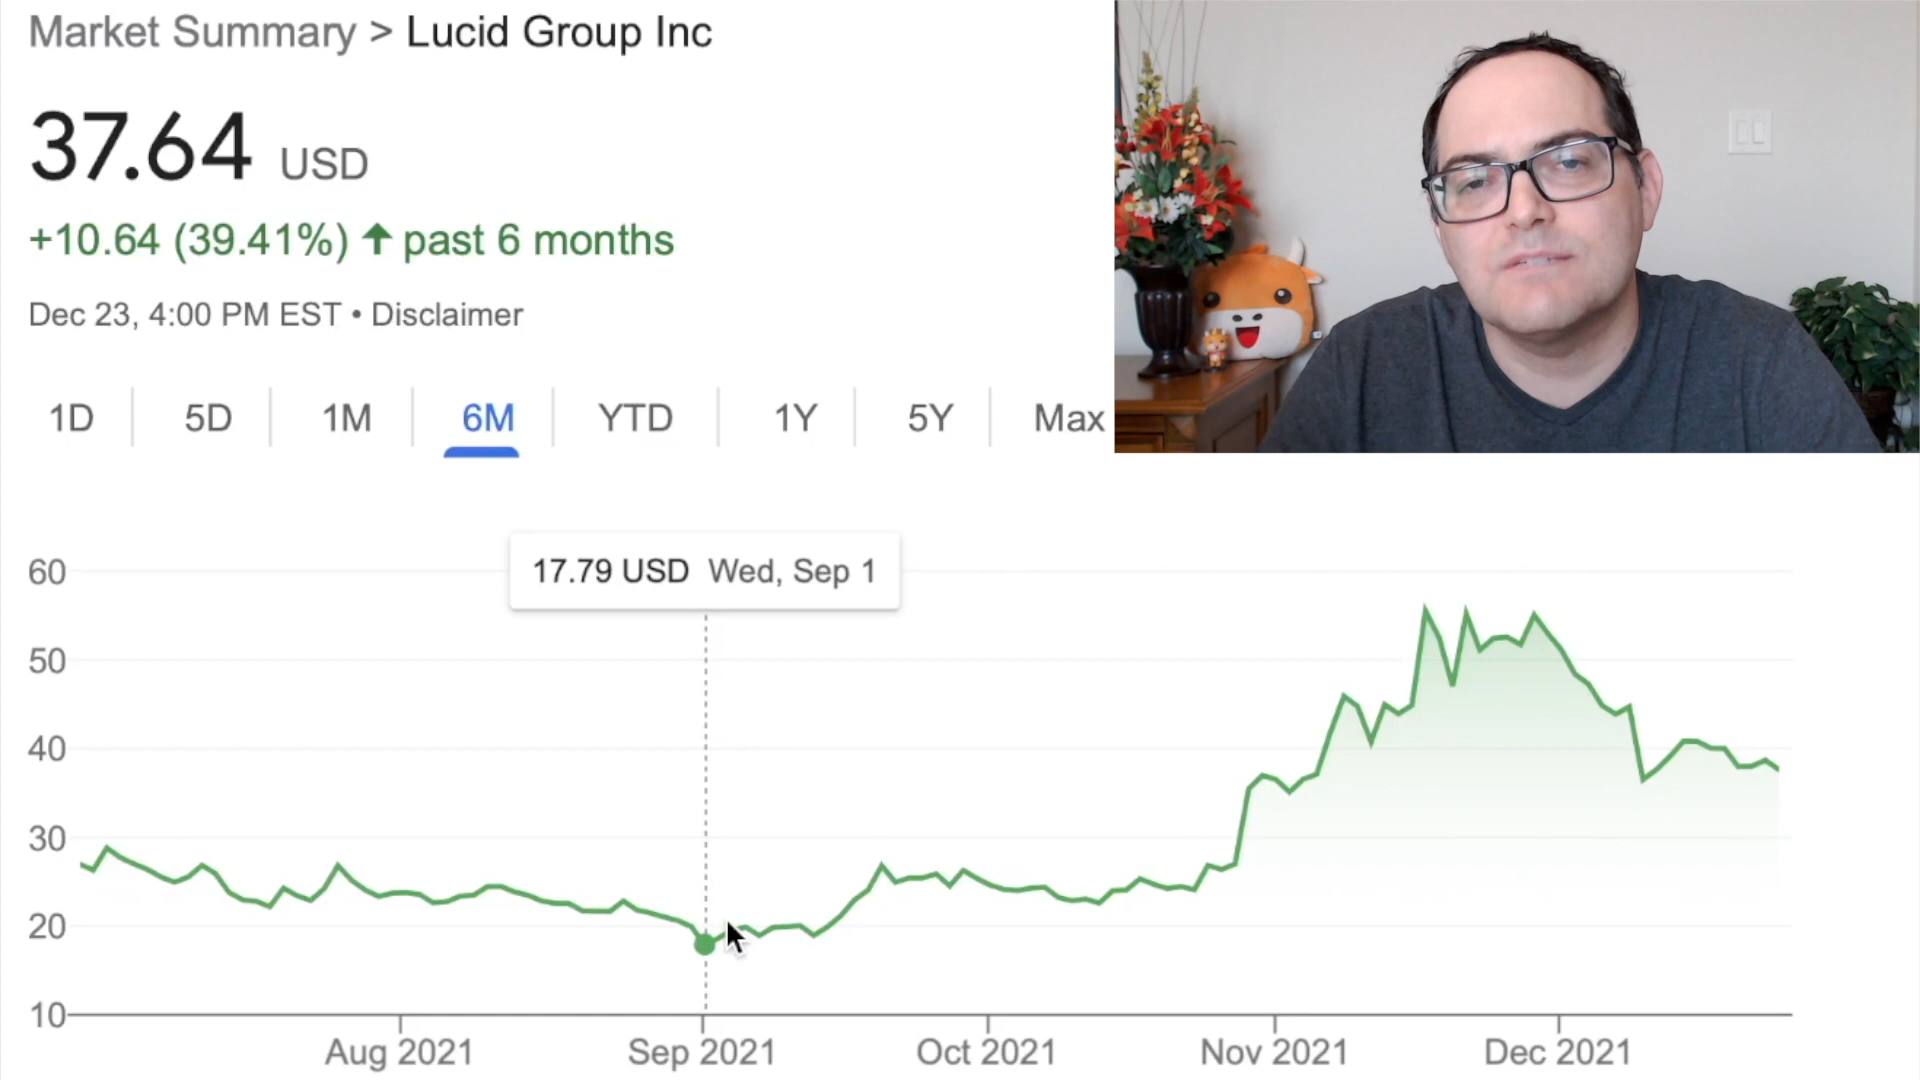 Market Summary > Lucid Group Inc
37.64 USD
+10.64 (39.41%) ↑ past 6 months
Dec 23, 4:00 PM EST • Disclaimer
1D 5D 1M 6M YTD 1Y 5Y Max
17.79 USD Wed, Sep 1
60
50
40
30
20
10
Aug 2021 Sep 2021 Oct 2021 Nov 2021 Dec 2021